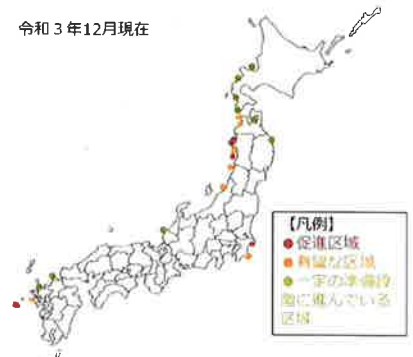 令和３年12月現在
【凡例】
●促進区域
●有望な区域
●一定の準備段
階に進んでいる
区域